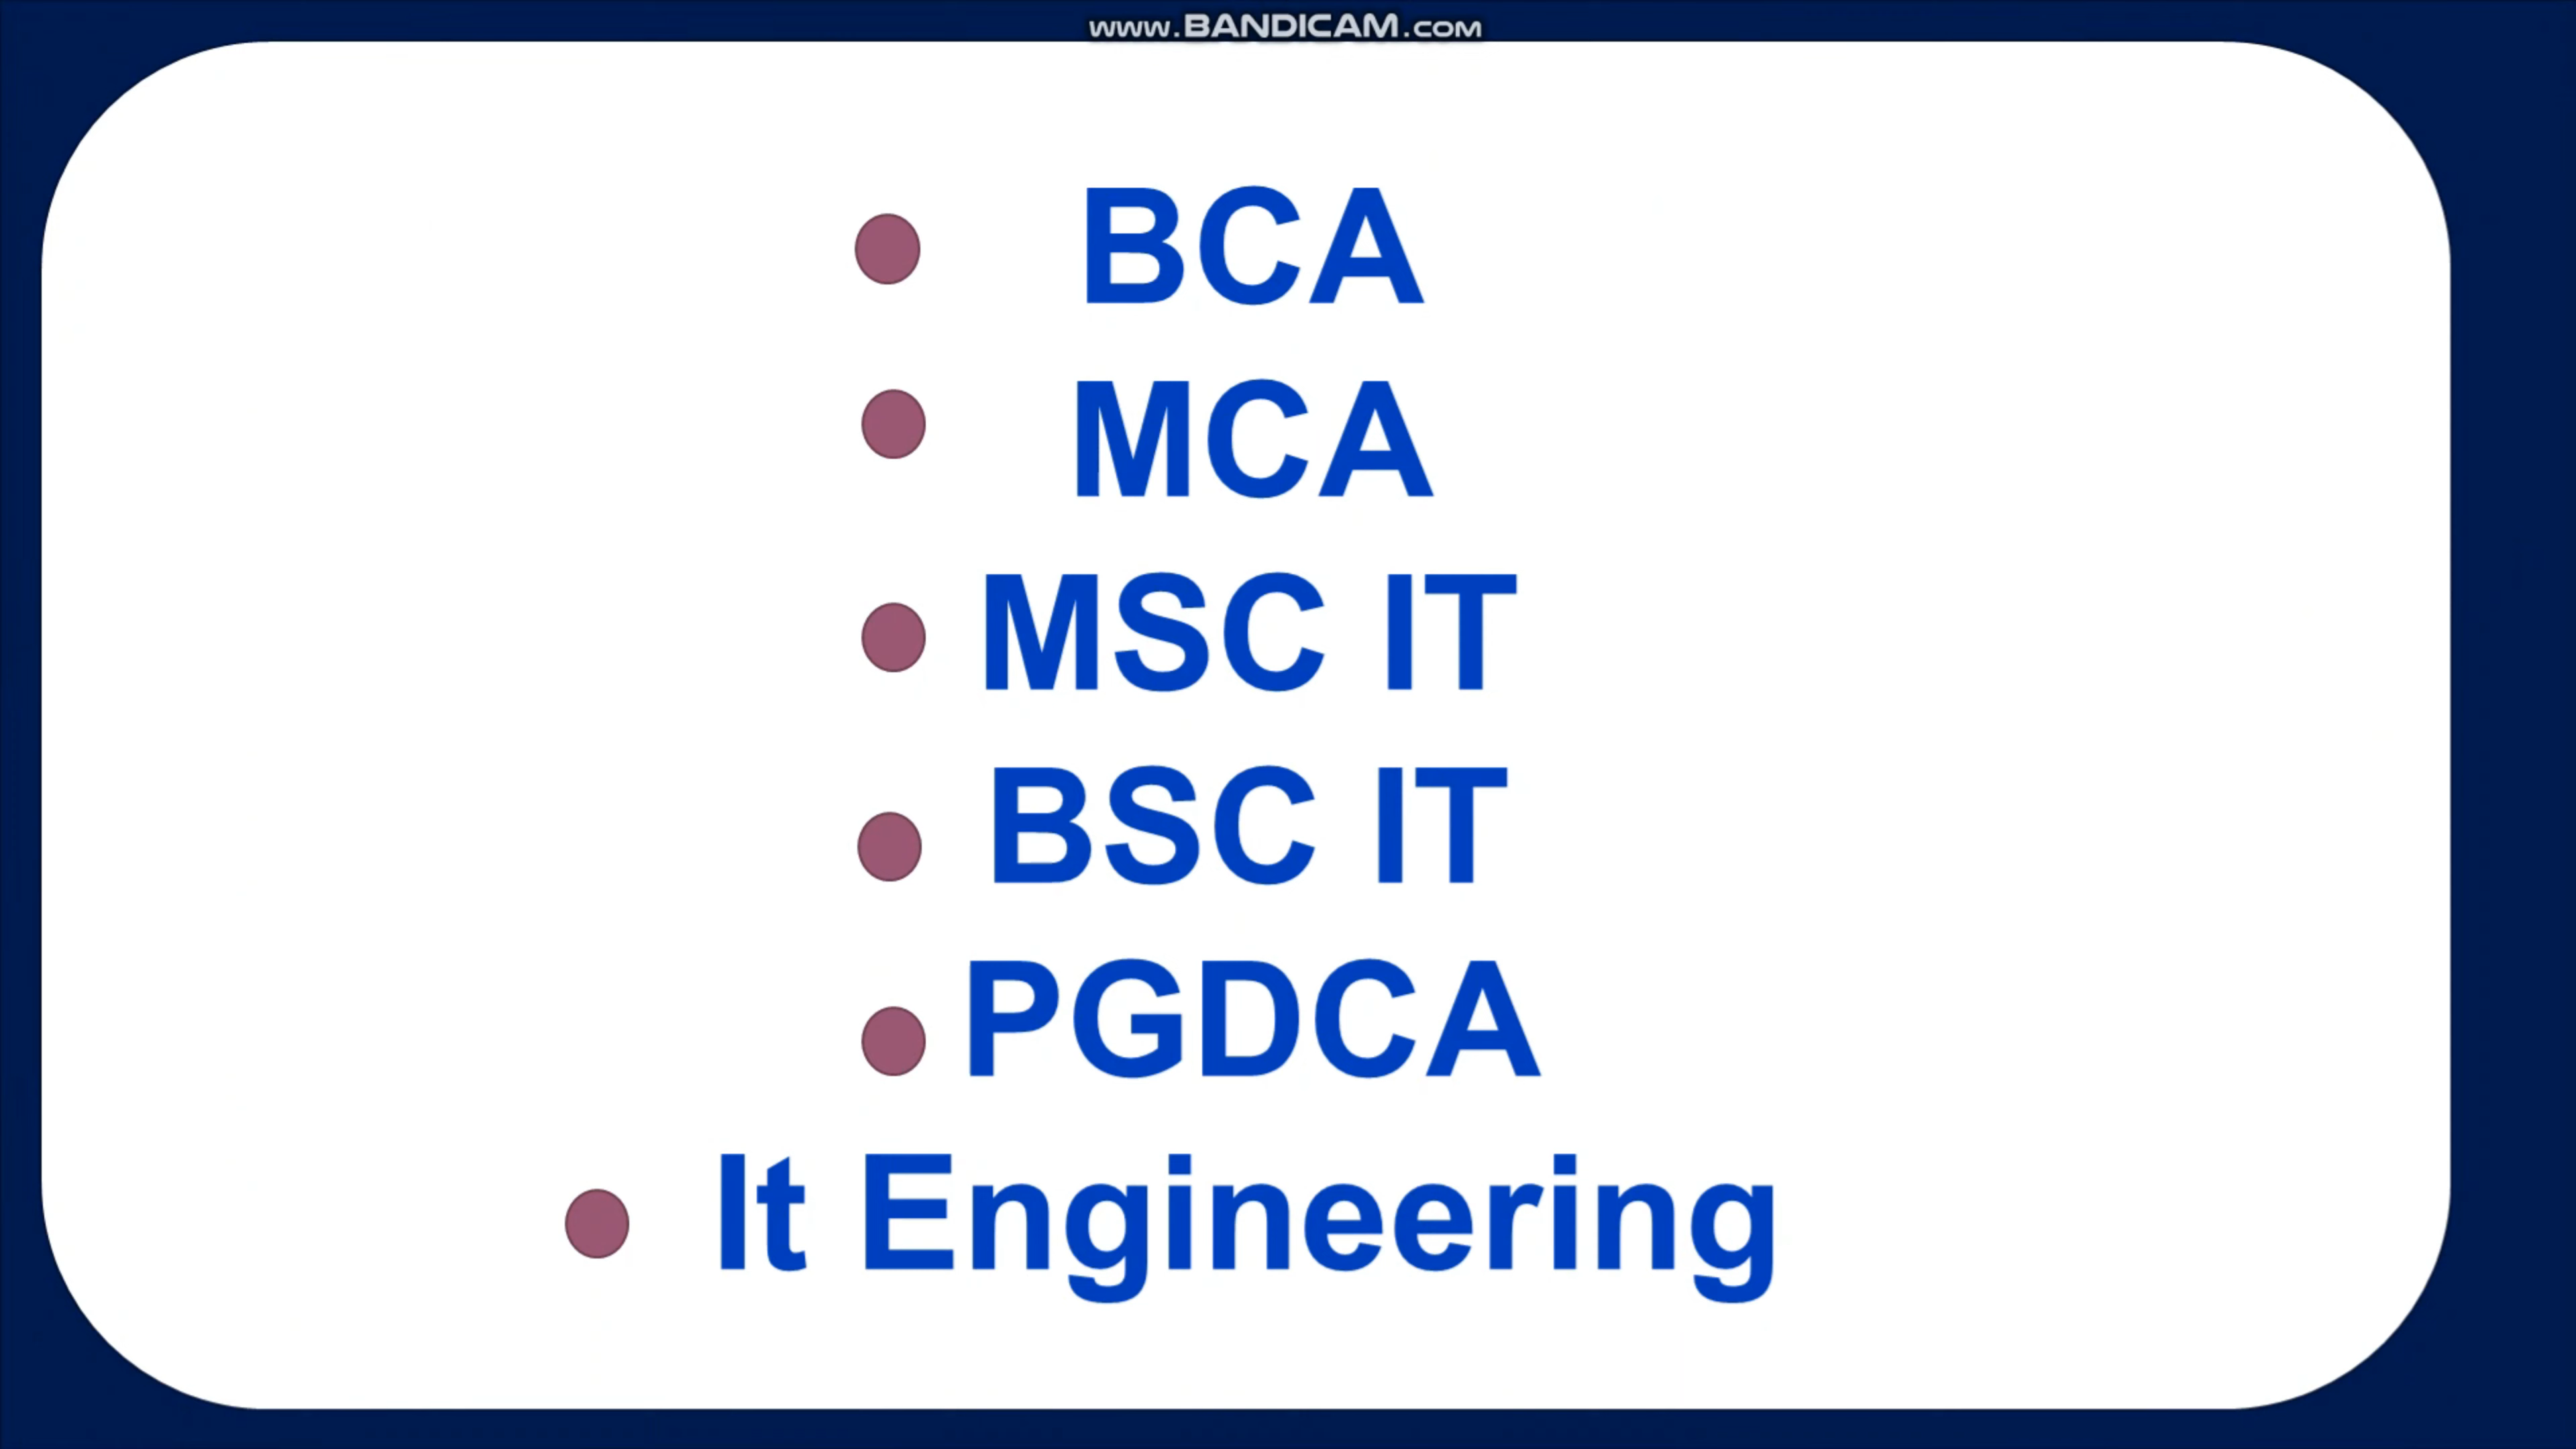 www.BANDICAM.com
BCA
MCA
MSC IT
BSC IT
PGDCA
It Engineering